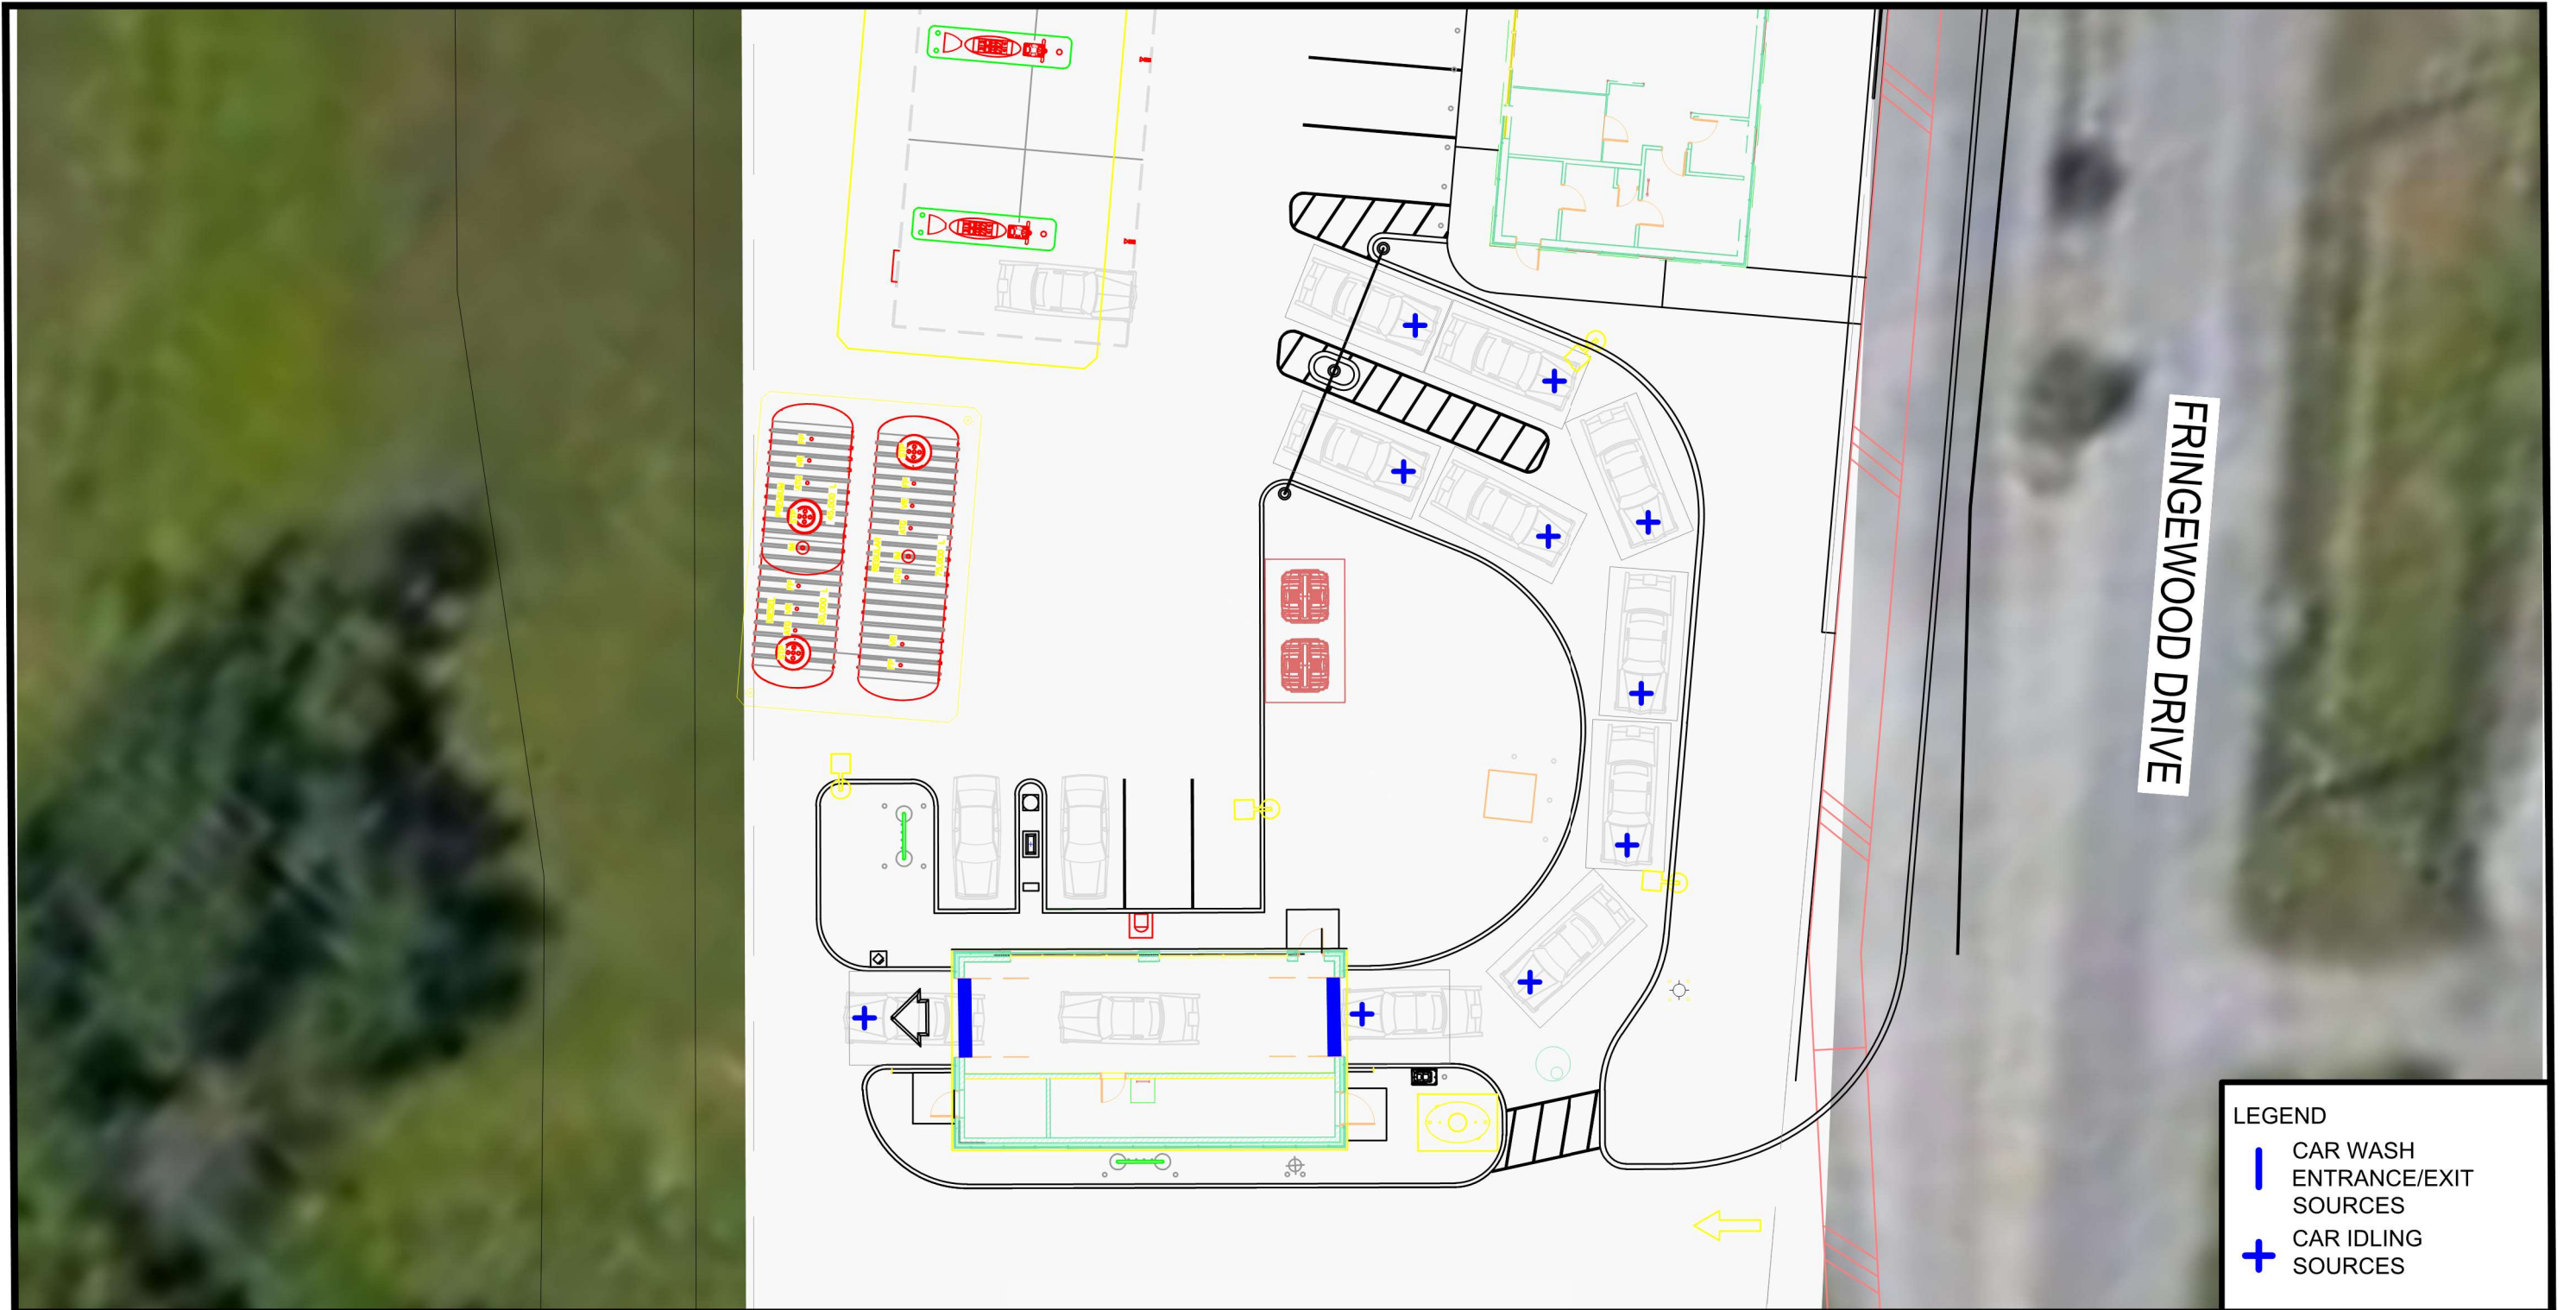 FRINGEWOOD DRIVE
LEGEND
CAR WASH
ENTRANCE/EXIT
SOURCES
CAR IDLING
SOURCES